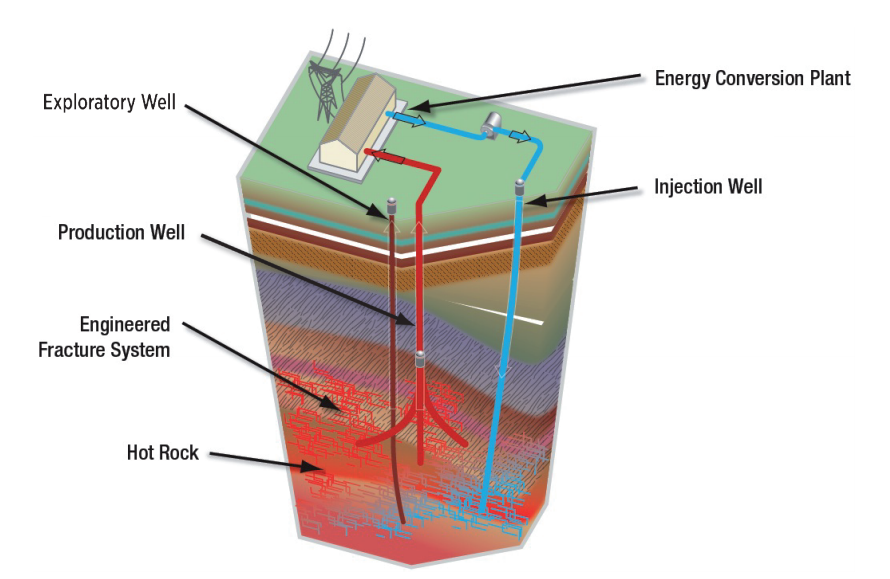 Energy Conversion Plant
Exploratory Well
Injection Well
Production Well
Engineered
Fracture System
Hot Rock